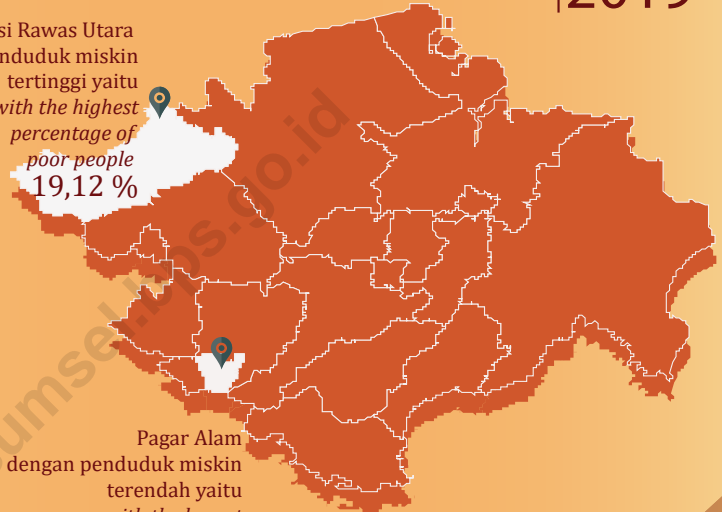 2019
si Rawas Utara
nduduk miskin
tertinggi yaitu
with the highest
percentage of
poor people
19,12 %
Pagar Alam
dengan penduduk miskin
terendah yaitu
umsel.bps.go.id